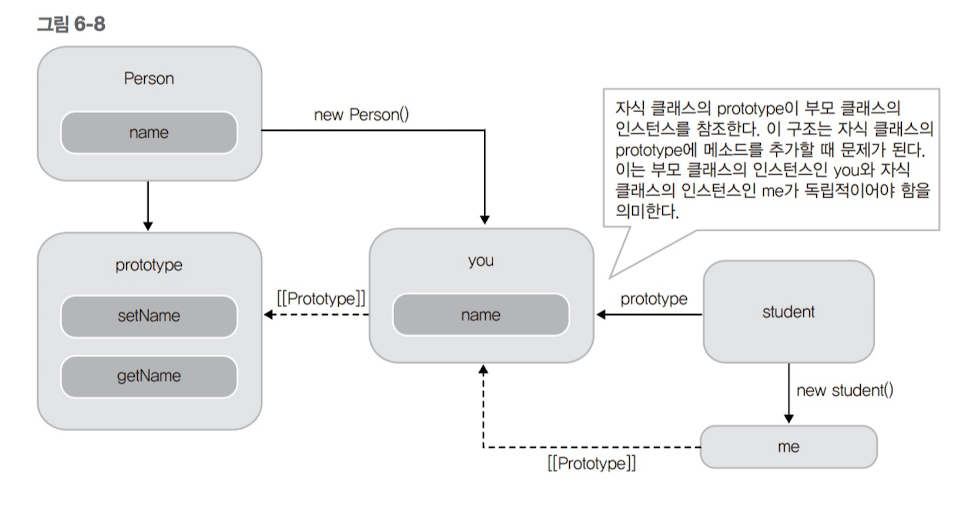 그림 6-8
Person
name
new Person()
자식 클래스의 prototype이 부모 클래스의
인스턴스를 참조한다. 이 구조는 자식 클래스의
prototype에 메소드를 추가할 때 문제가 된다.
이는 부모 클래스의 인스턴스인 you와 자식
클래스의 인스턴스인 me가 독립적이어야 함을
의미한다.
prototype
setName
getName
[[Prototype]]
you
name
prototype
student
new student()
me
[[Prototype]]